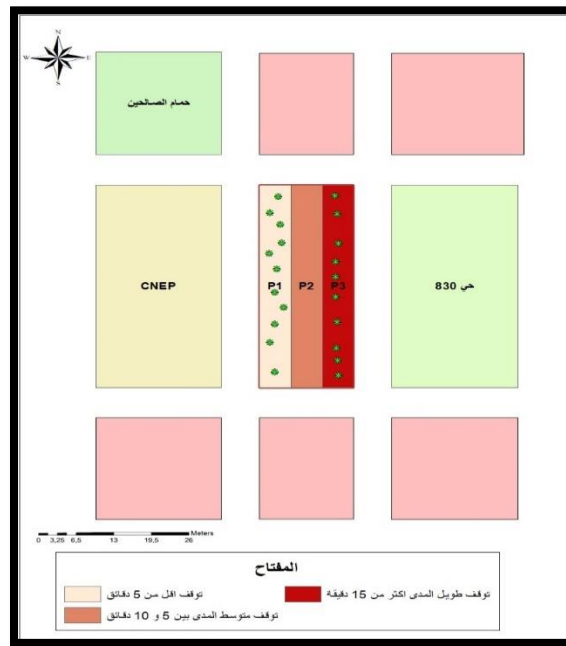 N
W
E
S
حمام الصالحين
CNEP
P1
P2
P3
حي 830
Meters
0 3,25 6,5 13 19,5 26
المفتاح
توقف اقل من 5 دقائق
توقف طويل المدى اكثر من 15 دقيقة
توقف متوسط المدى بين 5 و 10 دقائق